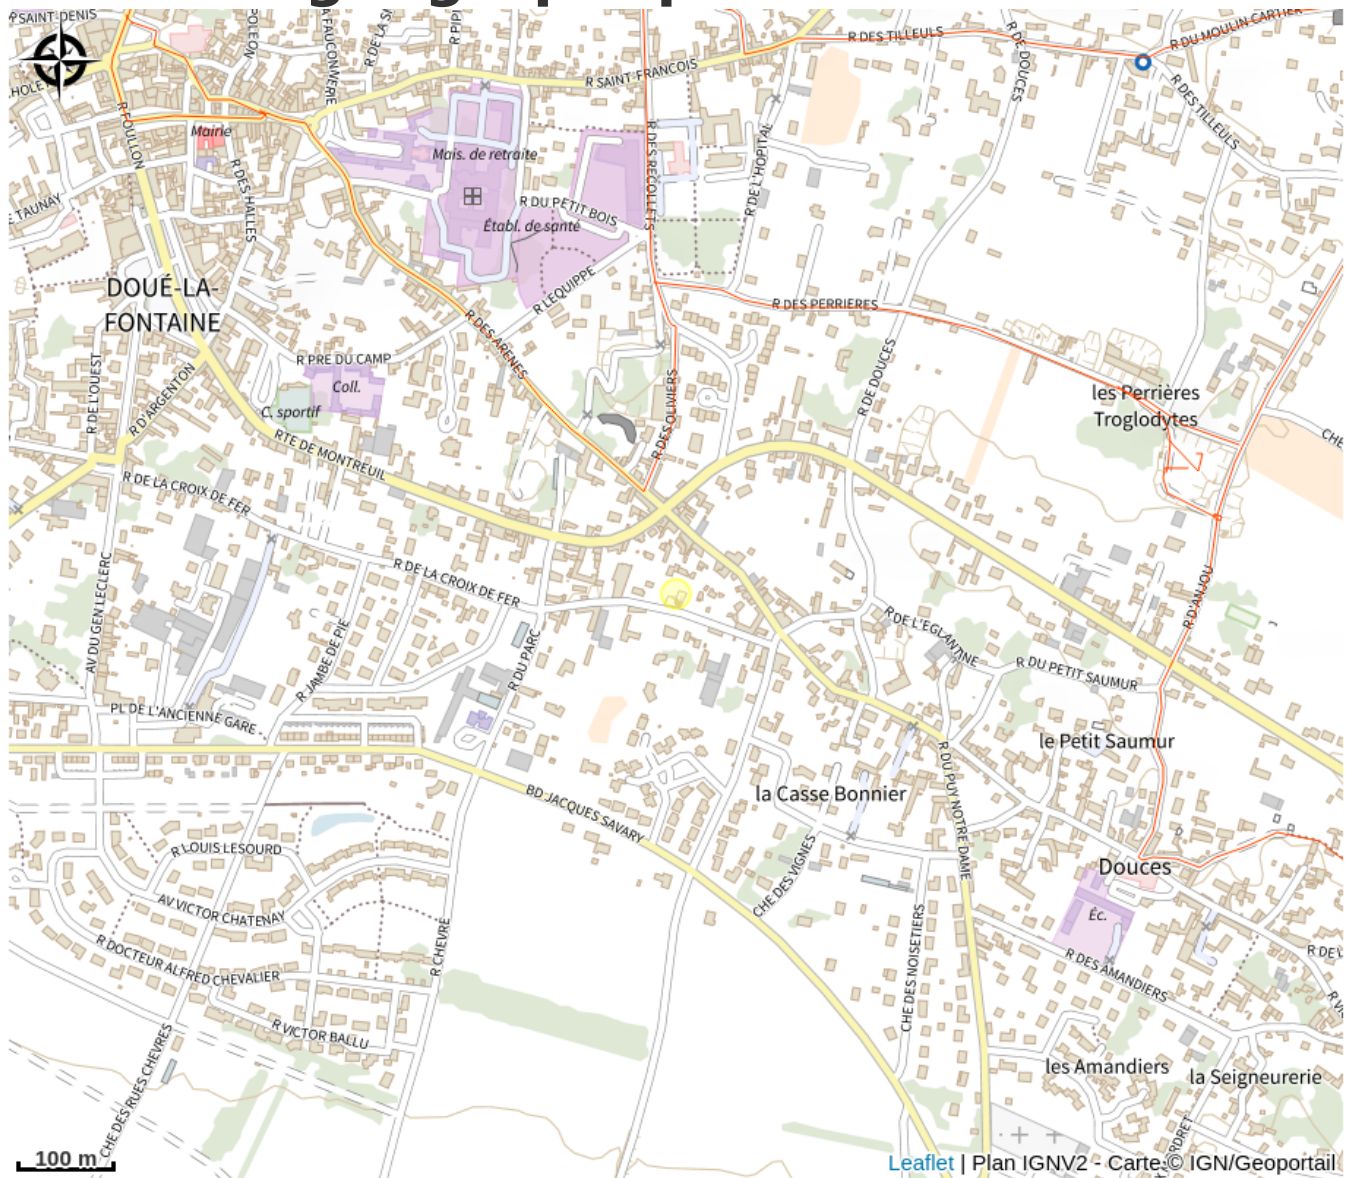 R SAINT-DENIS
R DES TILLEULS
R DU MOULIN CARTIER
R SAINT-FRANCOIS
R DE DOUCES
R DES TILLEULS
R FOULLON
Mairie
R DES HALLES
Mais. de retraite
R DES RECOLLETS
R DE L'HOPITAL
R DU PETIT BOIS
Établ. de santé
R LEQUIPPE
DOUÉ-LA-
FONTAINE
R DES ARENES
R DES PERRIERES
R DE L'OUEST
R D'ARGENTON
R PRE DU CAMP
Coll.
C. sportif
R DES OLIVIERS
R DE DOUCES
les Perrières
Troglodytes
RTE DE MONTREUIL
R DE LA CROIX DE FER
R DE LA CROIX DE FER
AV DU GEN LECLERC
R JAMBE DE PIE
R DU PARC
R DE L'EGLANTINE
R D'ANJOU
R DU PETIT SAUMUR
PL DE L'ANCIENNE GARE
le Petit Saumur
BD JACQUES SAVARY
la Casse Bonnier
R DU PUY NOTRE DAME
R LOUIS LESOURD
CHE DES VIGNES
Douces
AV VICTOR CHATENAY
Éc.
R DOCTEUR ALFRED CHEVALIER
R CHEVRE
CHE DES NOISETIERS
R DES AMANDIERS
R VICTOR BALLU
CHE DES RUES CHEVRES
les Amandiers
la Seigneurerie
100 m
Leaflet | Plan IGNV2 - Carte © IGN/Geoportail